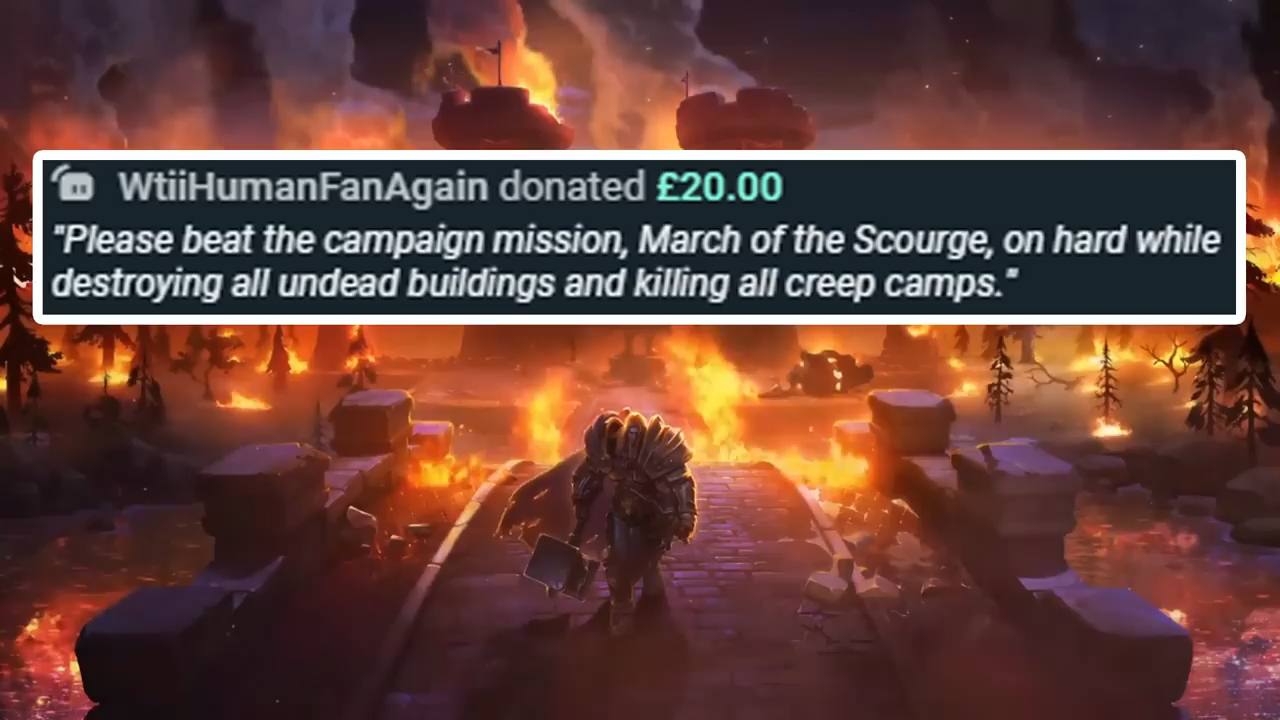 WtiiHumanFanAgain donated £20.00
"Please beat the campaign mission, March of the Scourge, on hard while
destroying all undead buildings and killing all creep camps."